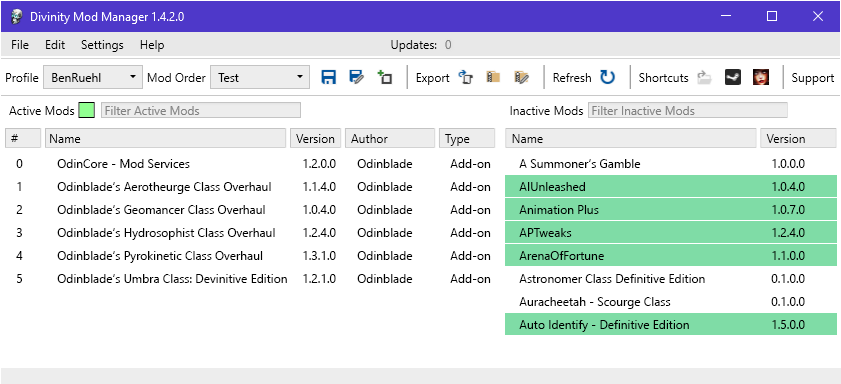 Divinity Mod Manager 1.4.2.0
File Edit Settings Help Updates: 0
Profile BenRuehl Mod Order Test Export Refresh Shortcuts Support
Active Mods Filter Active Mods Inactive Mods Filter Inactive Mods
# Name Version Author Type Name Version
0 OdinCore - Mod Services 1.2.0.0 Odinblade Add-on A Summoner's Gamble 1.0.0.0
1 Odinblade's Aerotheurge Class Overhaul 1.1.4.0 Odinblade Add-on AIUnleashed 1.0.4.0
2 Odinblade's Geomancer Class Overhaul 1.0.4.0 Odinblade Add-on Animation Plus 1.0.7.0
3 Odinblade's Hydrosophist Class Overhaul 1.2.4.0 Odinblade Add-on APTweaks 1.2.4.0
4 Odinblade's Pyrokinetic Class Overhaul 1.3.1.0 Odinblade Add-on ArenaOfFortune 1.1.0.0
5 Odinblade's Umbra Class: Devinitive Edition 1.2.1.0 Odinblade Add-on Astronomer Class Definitive Edition 0.1.0.0
Auracheetah - Scourge Class 0.1.0.0
Auto Identify - Definitive Edition 1.5.0.0